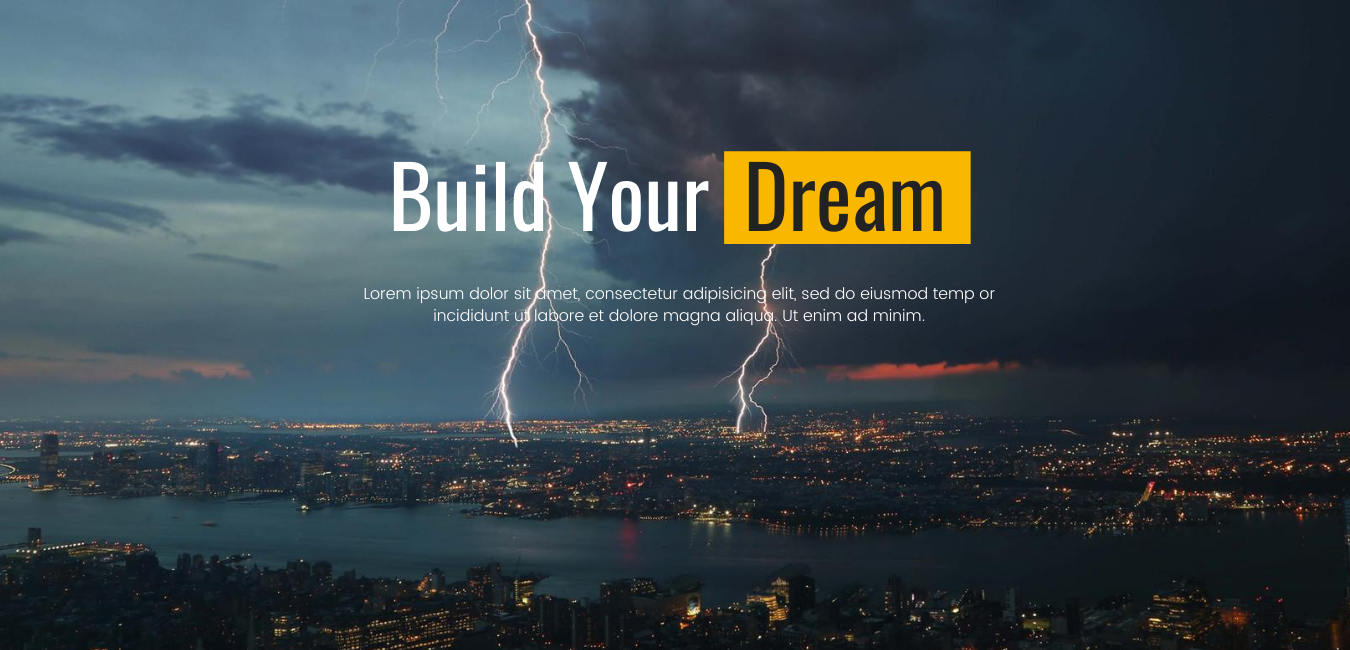 Build Your Dream
Lorem ipsum dolor sit amet, consectetur adipisicing elit, sed do eiusmod temp or
incididunt ut labore et dolore magna aliqua. Ut enim ad minim.